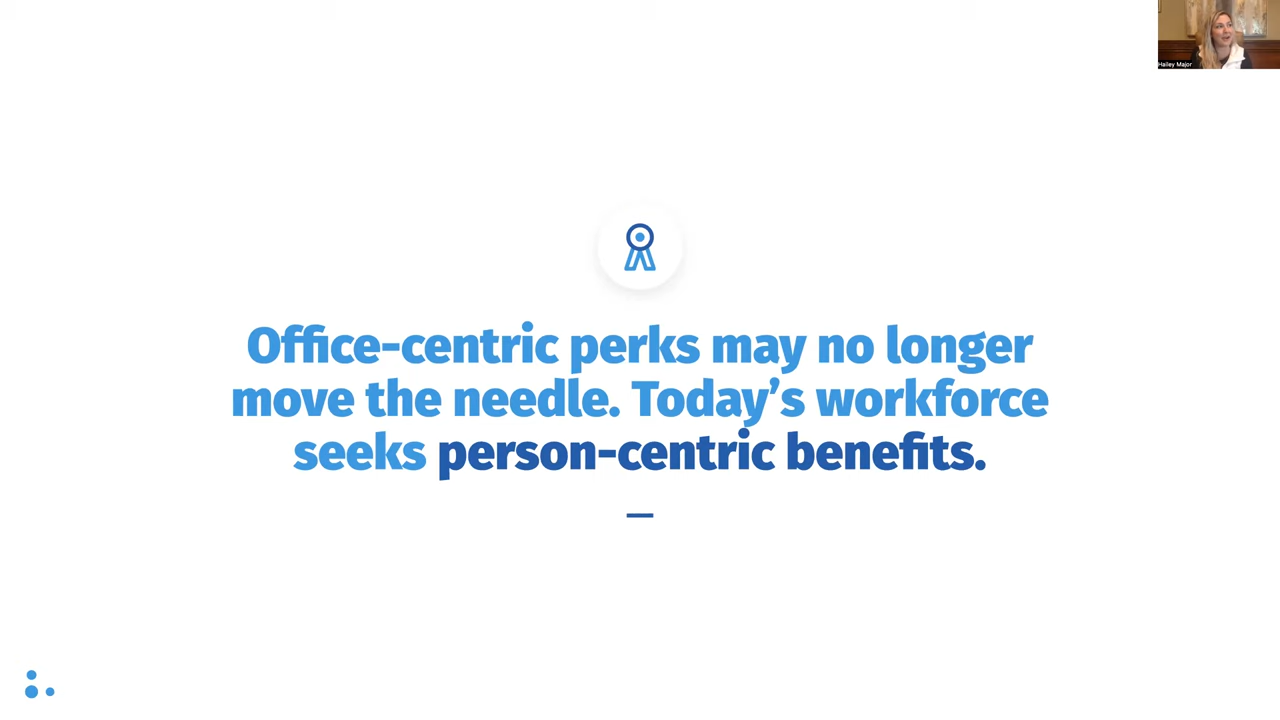 Hailey Major
Office-centric perks may no longer
move the needle. Today’s workforce
seeks person-centric benefits.